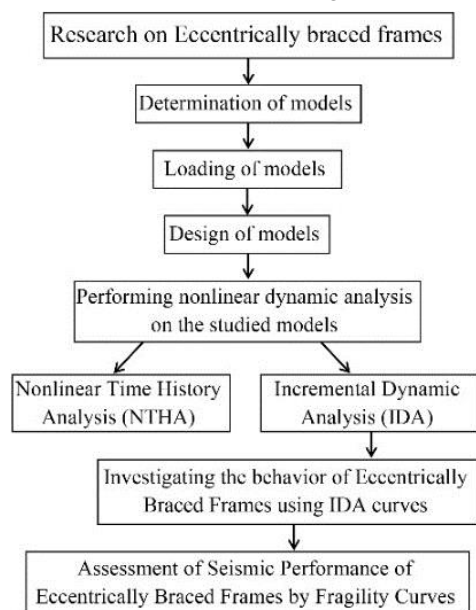 Research on Eccentrically braced frames
Determination of models
Loading of models
Design of models
Performing nonlinear dynamic analysis
on the studied models
Nonlinear Time History
Analysis (NTHA)
Incremental Dynamic
Analysis (IDA)
Investigating the behavior of Eccentrically
Braced Frames using IDA curves
Assessment of Seismic Performance of
Eccentrically Braced Frames by Fragility Curves